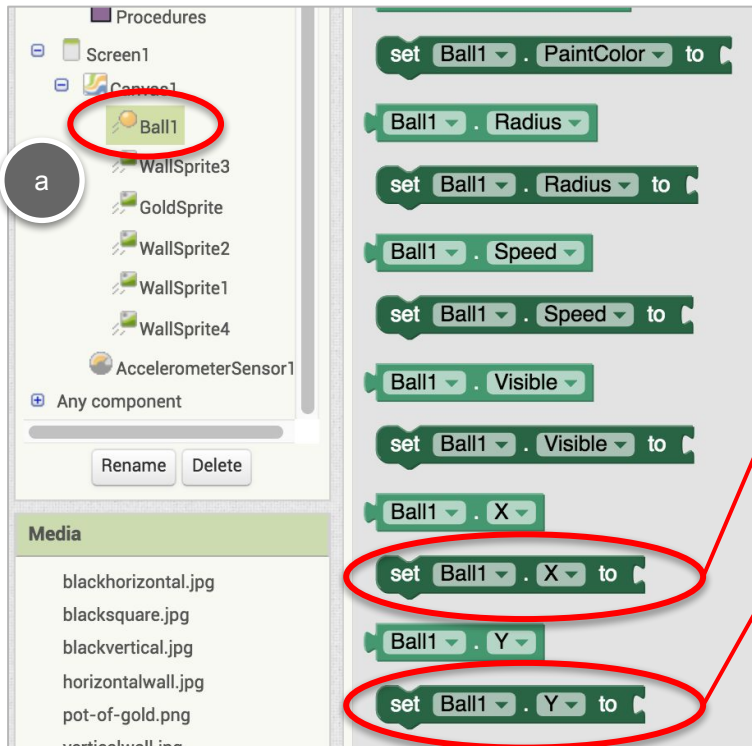 Procedures
Screen1
Canvas1
Ball1
a
WallSprite3
GoldSprite
WallSprite2
WallSprite1
WallSprite4
AccelerometerSensor1
Any component
Rename Delete
Media
blackhorizontal.jpg
blacksquare.jpg
blackvertical.jpg
horizontalwall.jpg
pot-of-gold.png
verticalwall.jpg
set Ball1 . PaintColor to
Ball1 . Radius
set Ball1 . Radius to
Ball1 . Speed
set Ball1 . Speed to
Ball1 . Visible
set Ball1 . Visible to
Ball1 . X
set Ball1 . X to
Ball1 . Y
set Ball1 . Y to